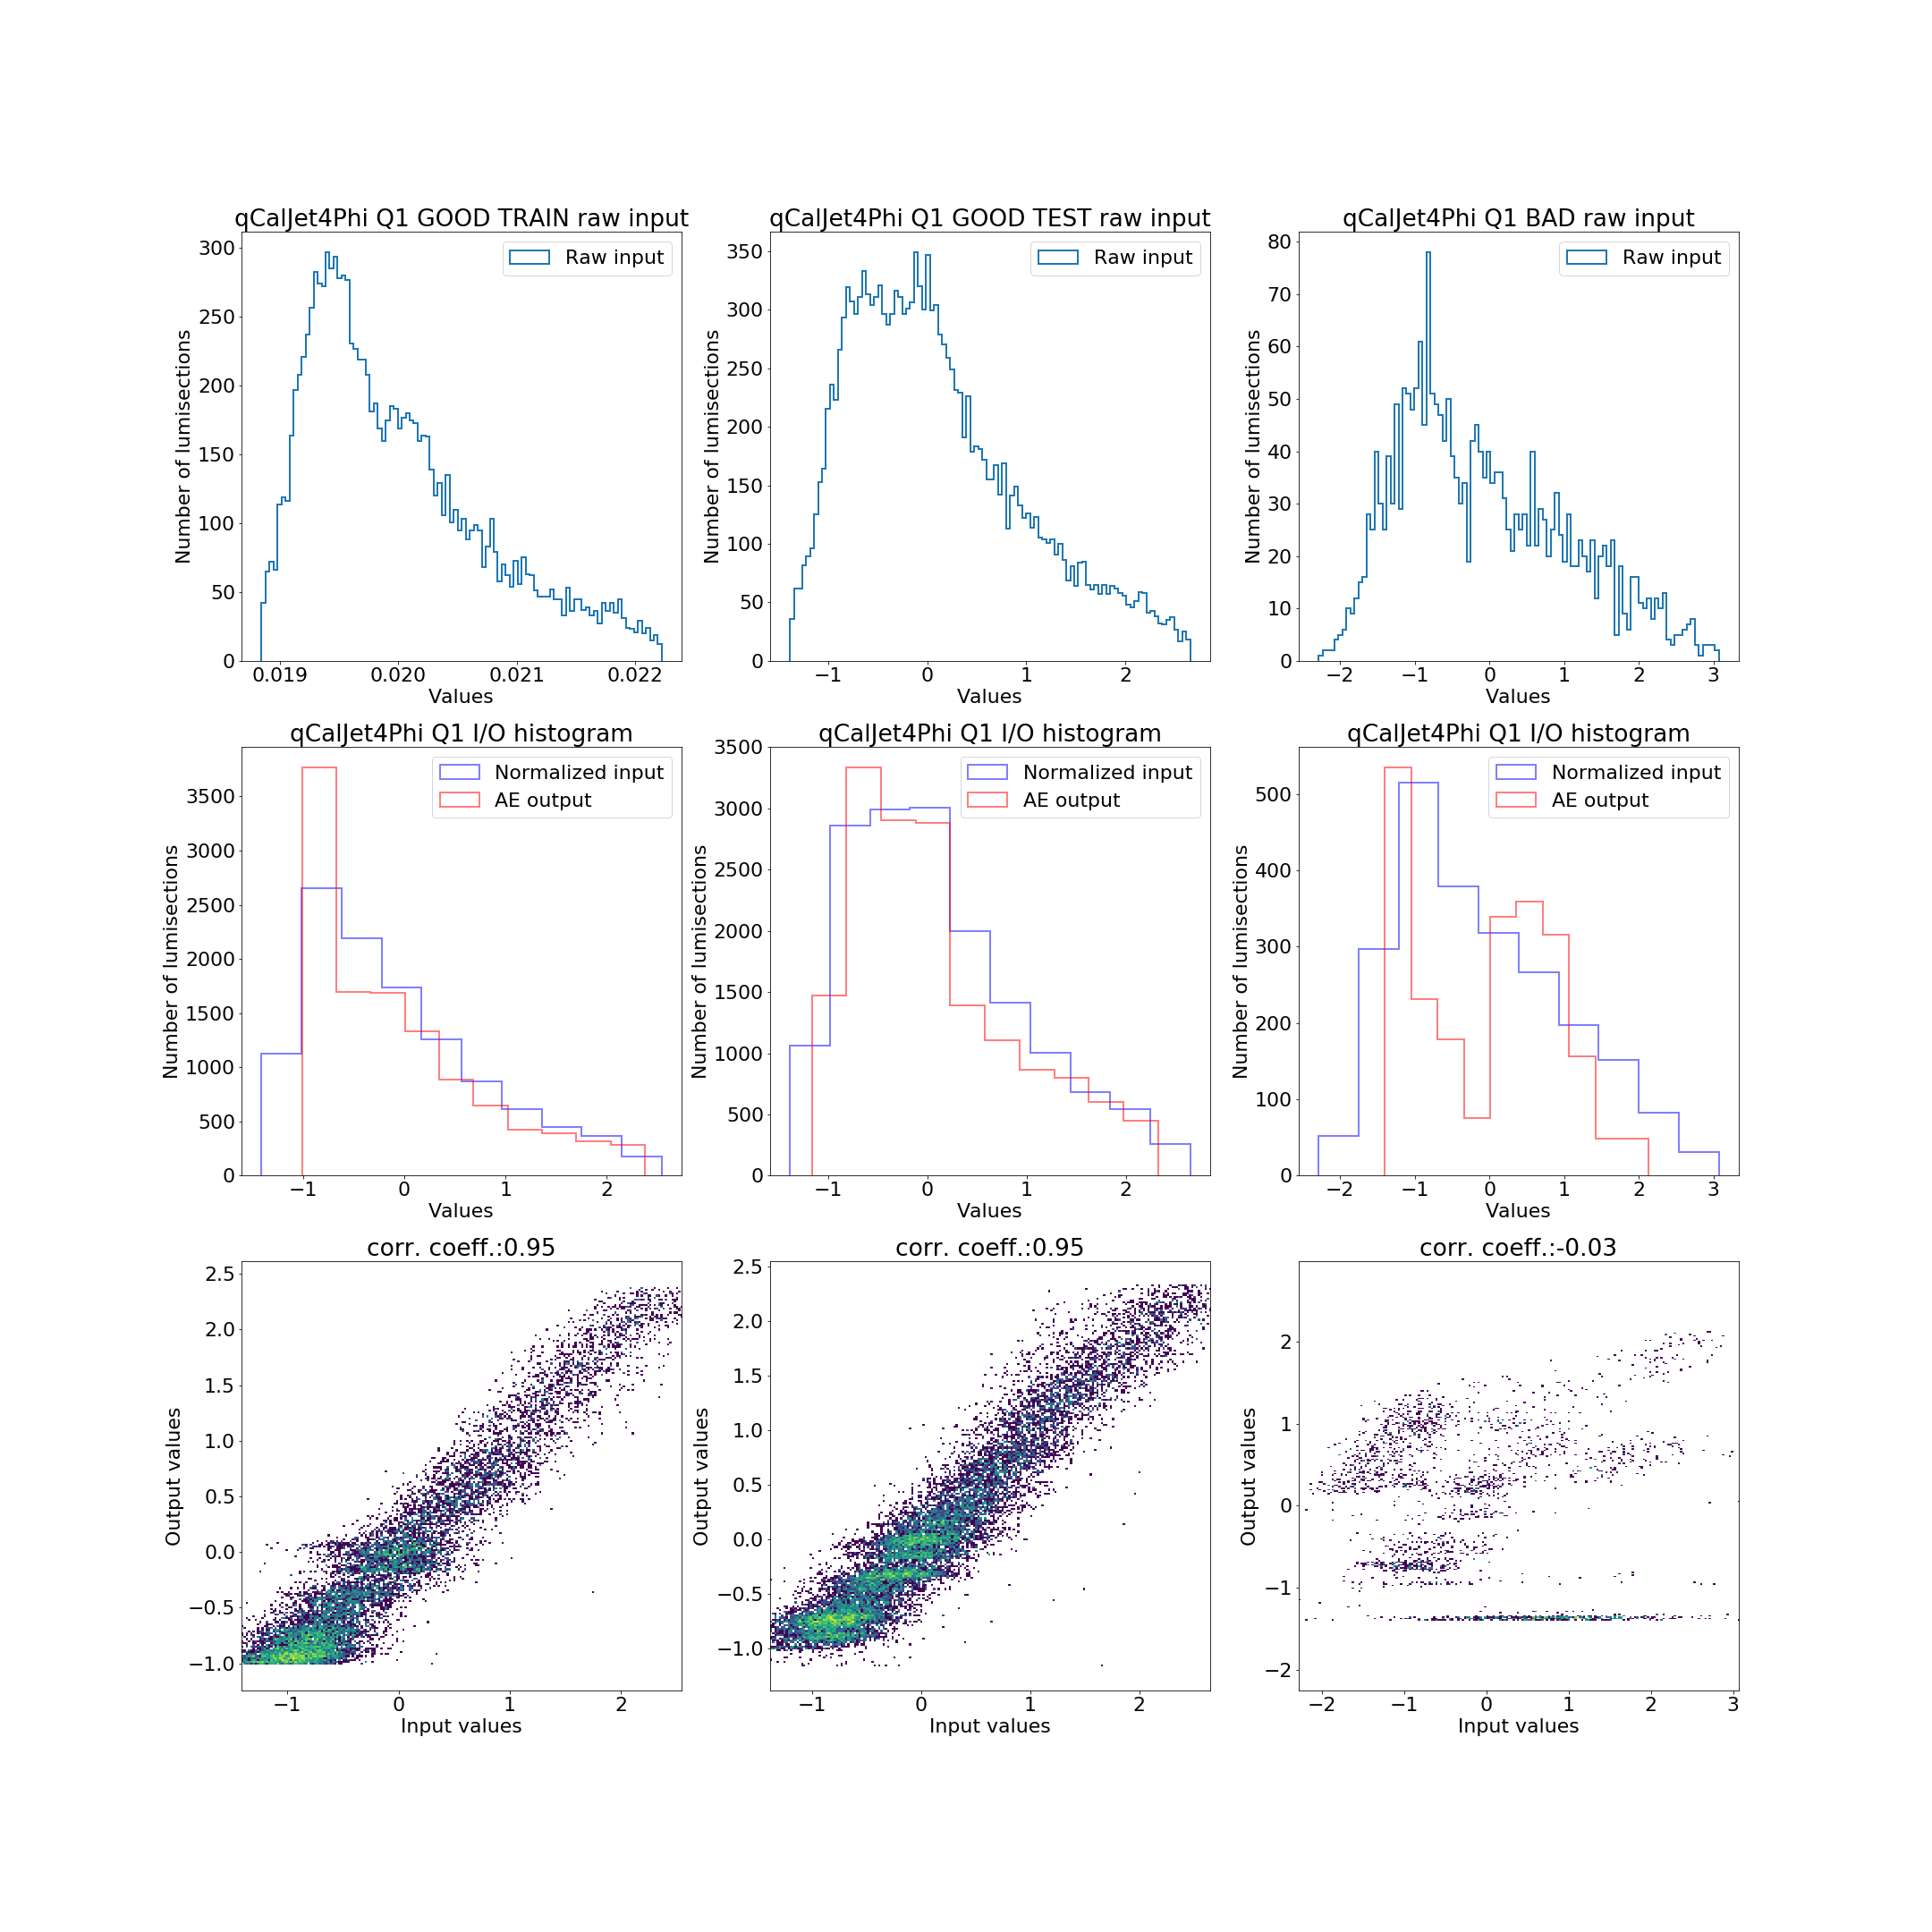 qCalJet4Phi Q1 GOOD TRAIN raw input
300
250
200
150
100
50
0
Number of lumisections
Raw input
0.019 0.020 0.021 0.022
Values
qCalJet4Phi Q1 GOOD TEST raw input
350
300
250
200
150
100
50
0
Number of lumisections
Raw input
−1 0 1 2
Values
qCalJet4Phi Q1 BAD raw input
80
70
60
50
40
30
20
10
0
Number of lumisections
Raw input
−2 −1 0 1 2 3
Values
qCalJet4Phi Q1 I/O histogram
3500
3000
2500
2000
1500
1000
500
0
Number of lumisections
Normalized input
AE output
−1 0 1 2
Values
qCalJet4Phi Q1 I/O histogram
3500
3000
2500
2000
1500
1000
500
0
Number of lumisections
Normalized input
AE output
−1 0 1 2
Values
qCalJet4Phi Q1 I/O histogram
500
400
300
200
100
0
Number of lumisections
Normalized input
AE output
−2 −1 0 1 2 3
Values
corr. coeff.:0.95
2.5
2.0
1.5
1.0
0.5
0.0
−0.5
−1.0
Output values
−1 0 1 2
Input values
corr. coeff.:0.95
2.5
2.0
1.5
1.0
0.5
0.0
−0.5
−1.0
Output values
−1 0 1 2
Input values
corr. coeff.:-0.03
2
1
0
−1
−2
Output values
−2 −1 0 1 2 3
Input values